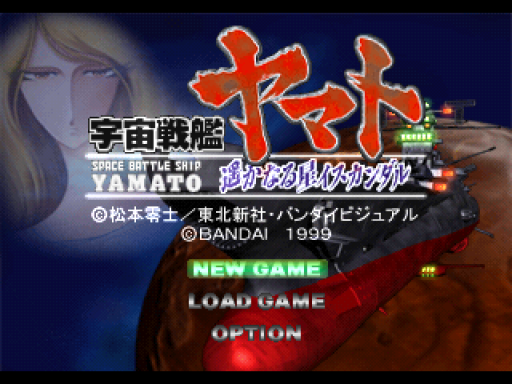 宇宙戦艦
ヤマト
SPACE BATTLE SHIP
YAMATO
遥かなる星イスカンダル
©松本零士／東北新社・バンダイビジュアル
©BANDAI 1999
NEW GAME
LOAD GAME
OPTION